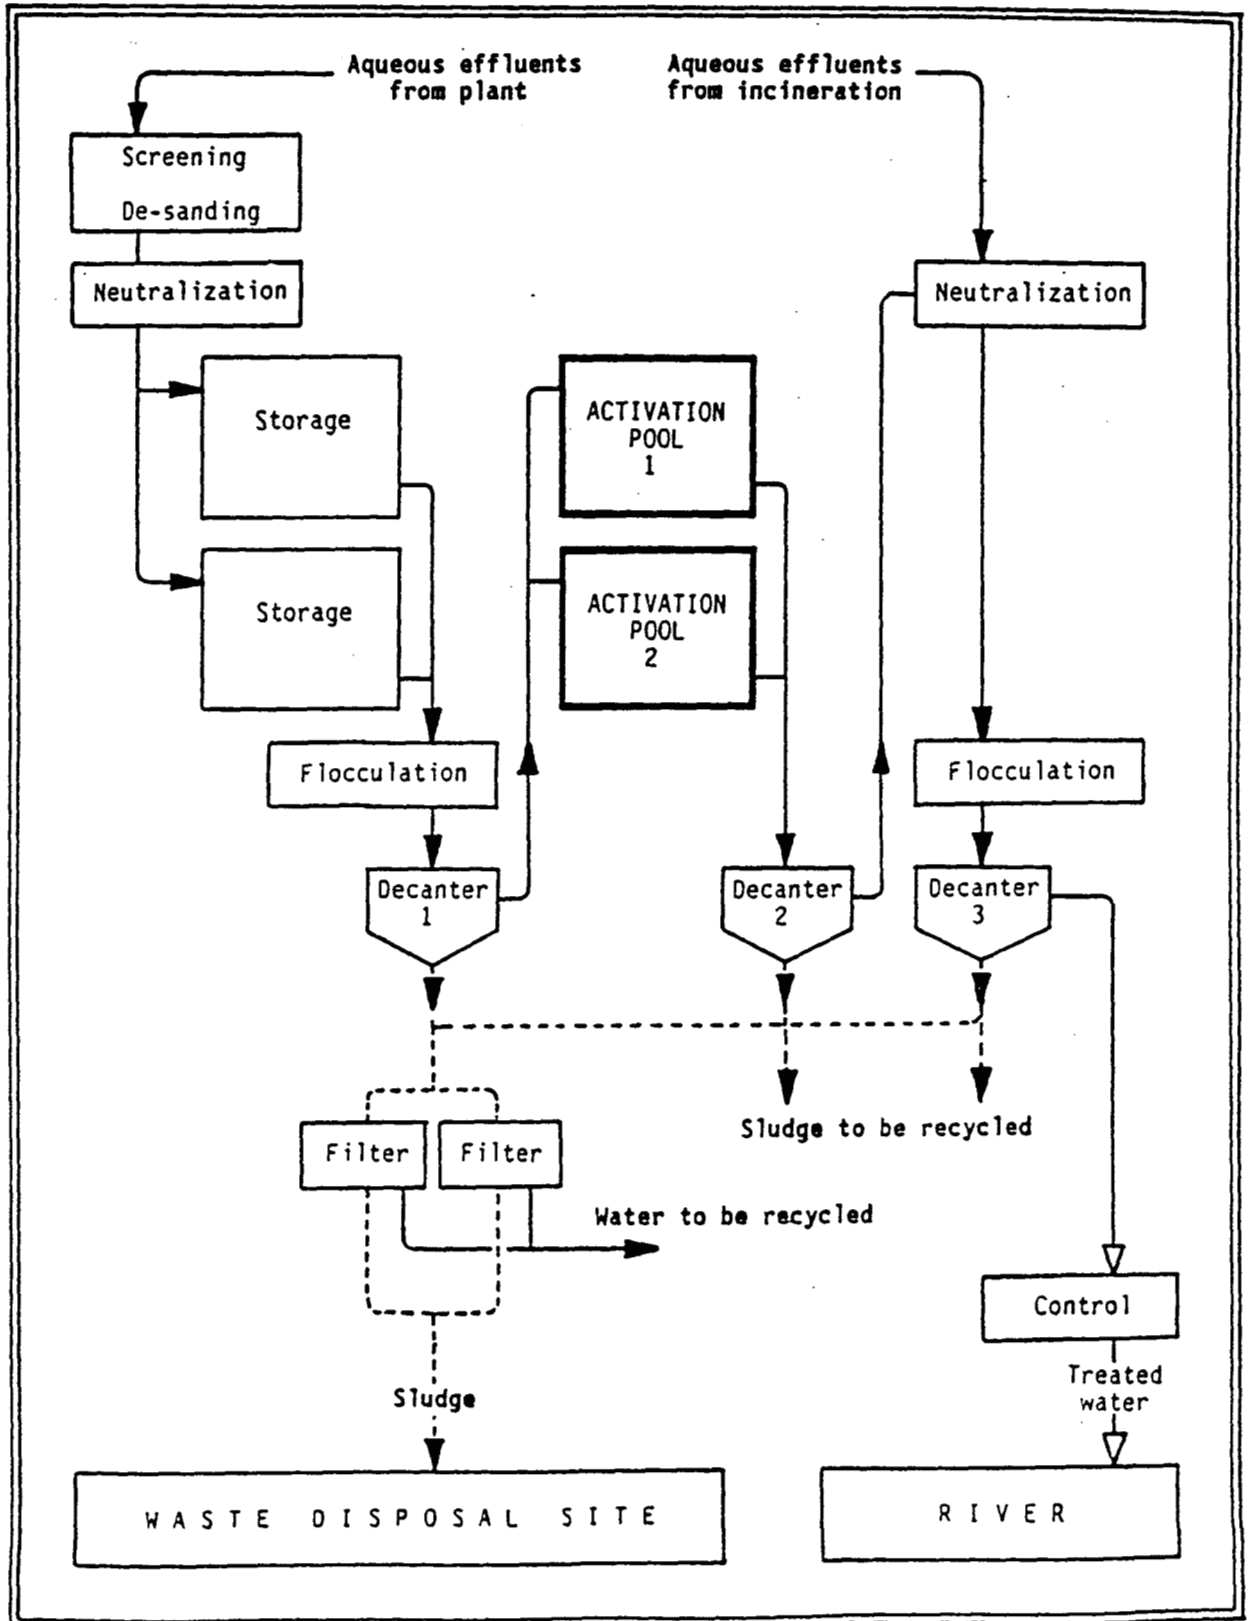 Aqueous effluents
from plant
Aqueous effluents
from incineration
Screening
De-sanding
Neutralization
Neutralization
Storage
ACTIVATION
POOL
1
Storage
ACTIVATION
POOL
2
Flocculation
Flocculation
Decanter
1
Decanter
2
Decanter
3
Sludge to be recycled
Filter
Filter
Water to be recycled
Control
Treated
water
Sludge
WASTE DISPOSAL SITE
RIVER